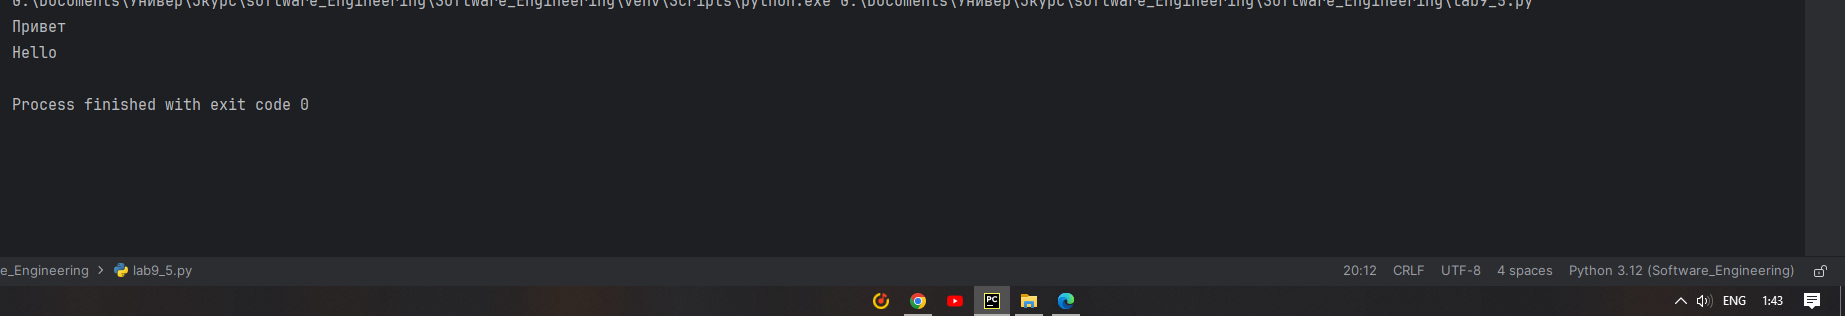 G:\Documents\Универ\3курс\software_Engineering\Software_Engineering\venv\Scripts\python.exe G:\Documents\Универ\3курс\software_Engineering\Software_Engineering\lab9_5.py
Привет
Hello
Process finished with exit code 0
e_Engineering > lab9_5.py 20:12 CRLF UTF-8 4 spaces Python 3.12 (Software_Engineering)
PC ENG 1:43